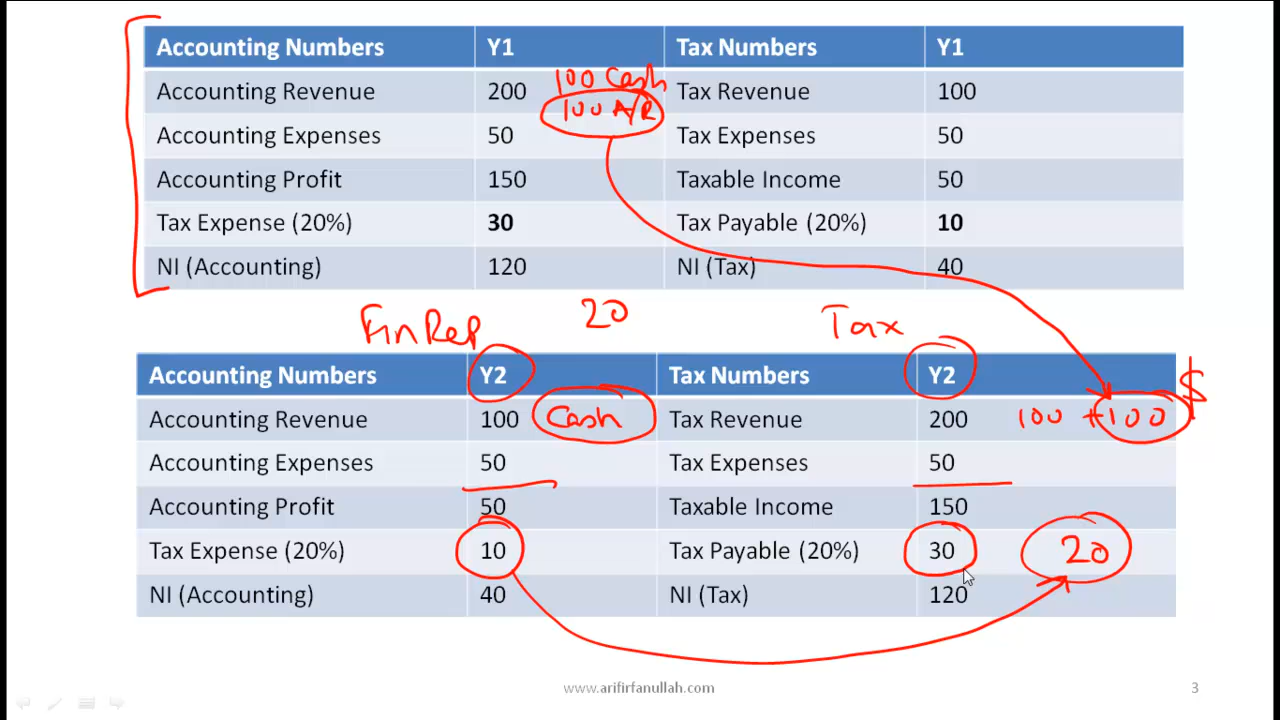 Accounting Numbers Y1 Tax Numbers Y1
100 Cash
Accounting Revenue 200 100 A/R Tax Revenue 100
Accounting Expenses 50 Tax Expenses 50
Accounting Profit 150 Taxable Income 50
Tax Expense (20%) 30 Tax Payable (20%) 10
NI (Accounting) 120 NI (Tax) 40
FinRep 20 Tax
Accounting Numbers Y2 Tax Numbers Y2 $
Accounting Revenue 100 Cash Tax Revenue 200 100 + 100
Accounting Expenses 50 Tax Expenses 50
Accounting Profit 50 Taxable Income 150
Tax Expense (20%) 10 Tax Payable (20%) 30 20
NI (Accounting) 40 NI (Tax) 120
www.arifirfanullah.com 3